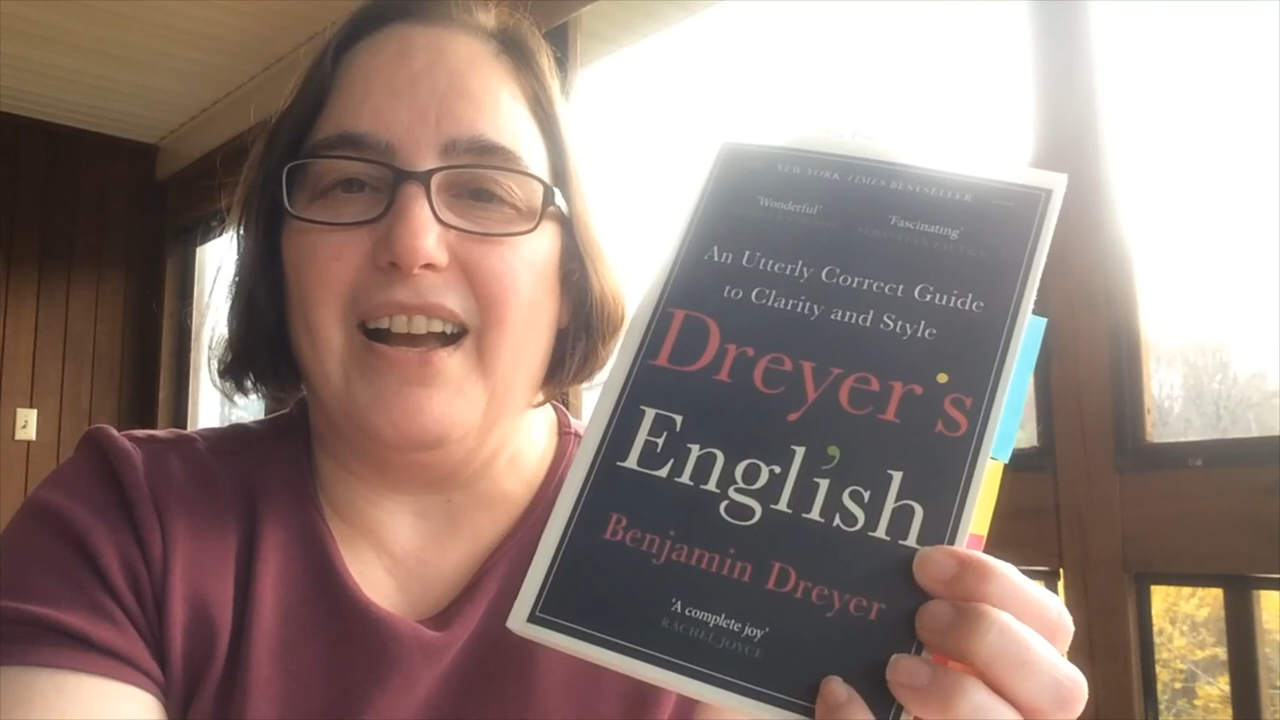 NEW YORK TIMES BESTSELLER
'Wonderful' 'Fascinating'
An Utterly Correct Guide
to Clarity and Style
Dreyer's
English
Benjamin Dreyer
'A complete joy'
RACHEL JOYCE